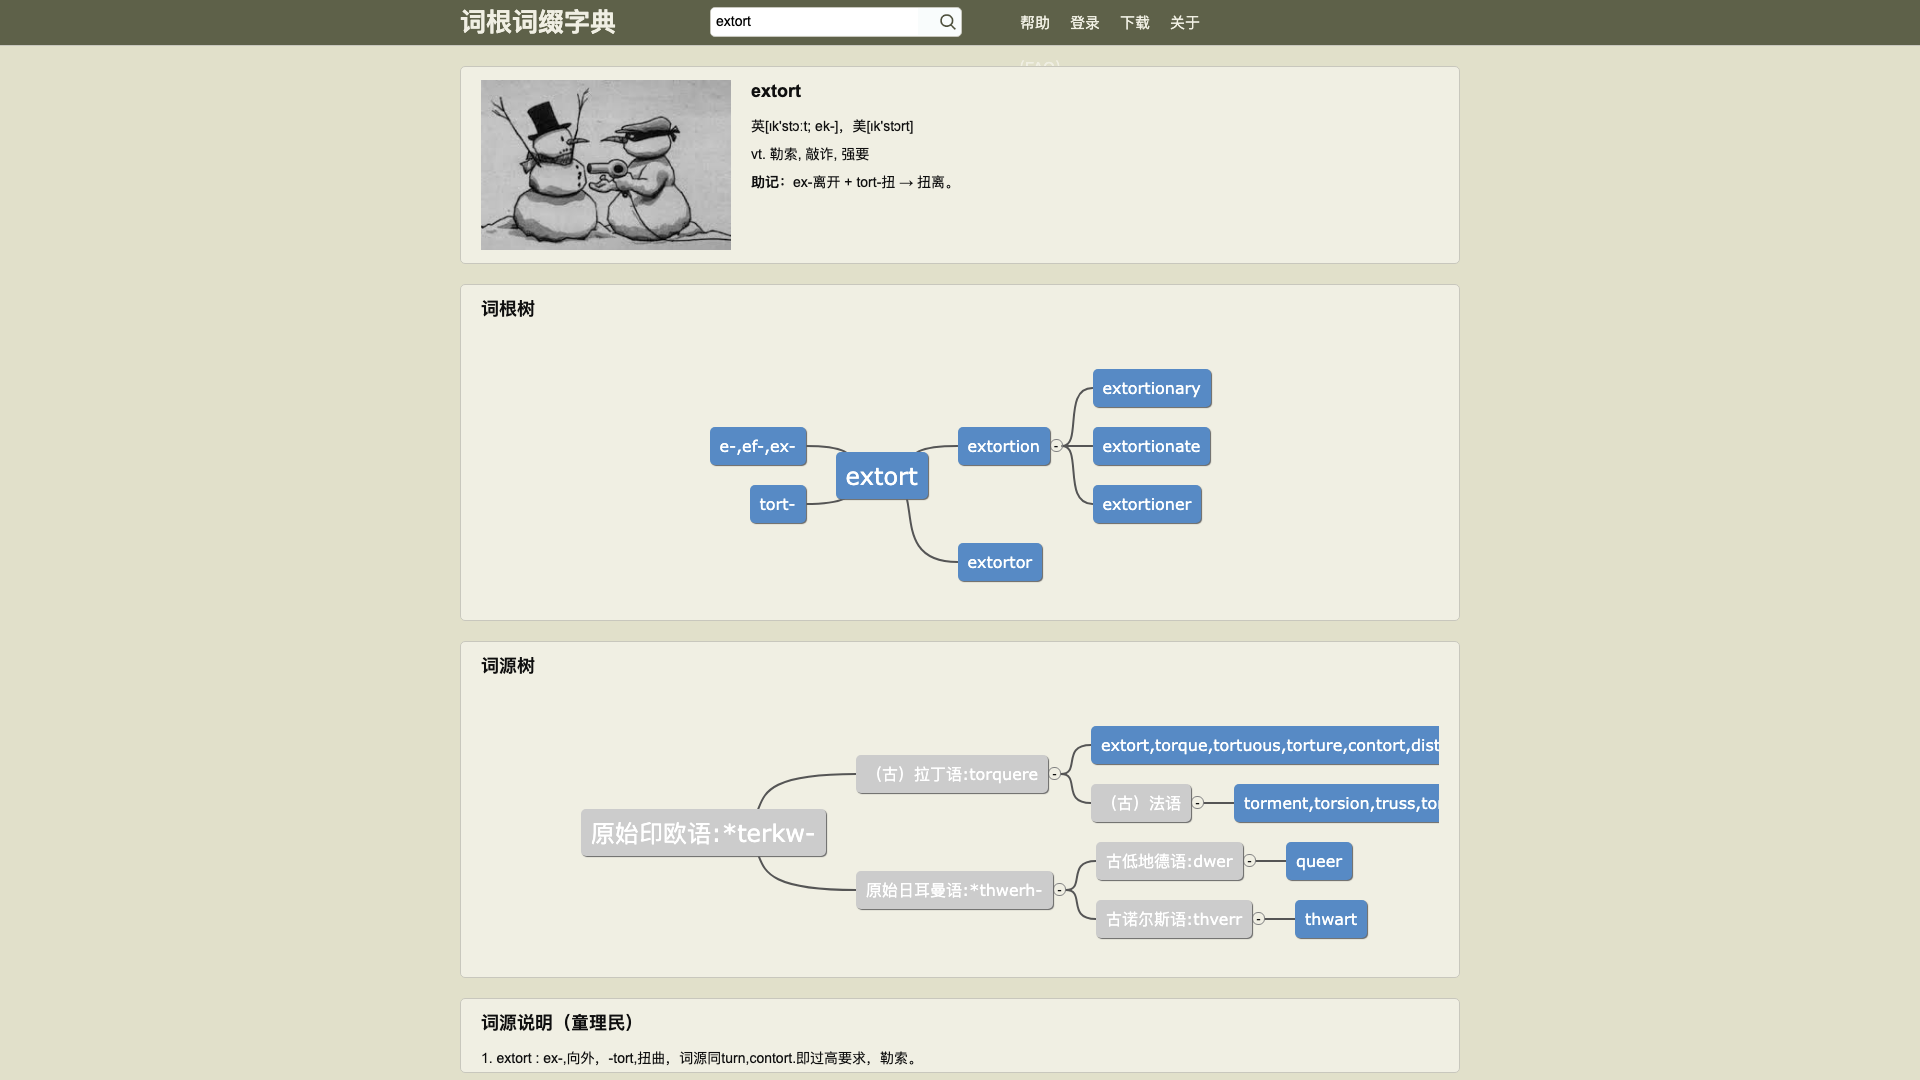 词根词缀字典
extort
帮助 登录 下载 关于
extort
英[ɪk'stɔːt; ek-]，美[ɪk'stɔrt]
vt. 勒索, 敲诈, 强要
助记：ex-离开 + tort-扭 → 扭离。
词根树
extortionary
e-,ef-,ex-
extortion
extortionate
extort
tort-
extortioner
extortor
词源树
extort,torque,tortuous,torture,contort,dist
（古）拉丁语:torquere
（古）法语
torment,torsion,truss,tor
原始印欧语:*terkw-
古低地德语:dwer
queer
原始日耳曼语:*thwerh-
古诺尔斯语:thverr
thwart
词源说明（童理民）
1. extort : ex-,向外，-tort,扭曲，词源同turn,contort.即过高要求，勒索。